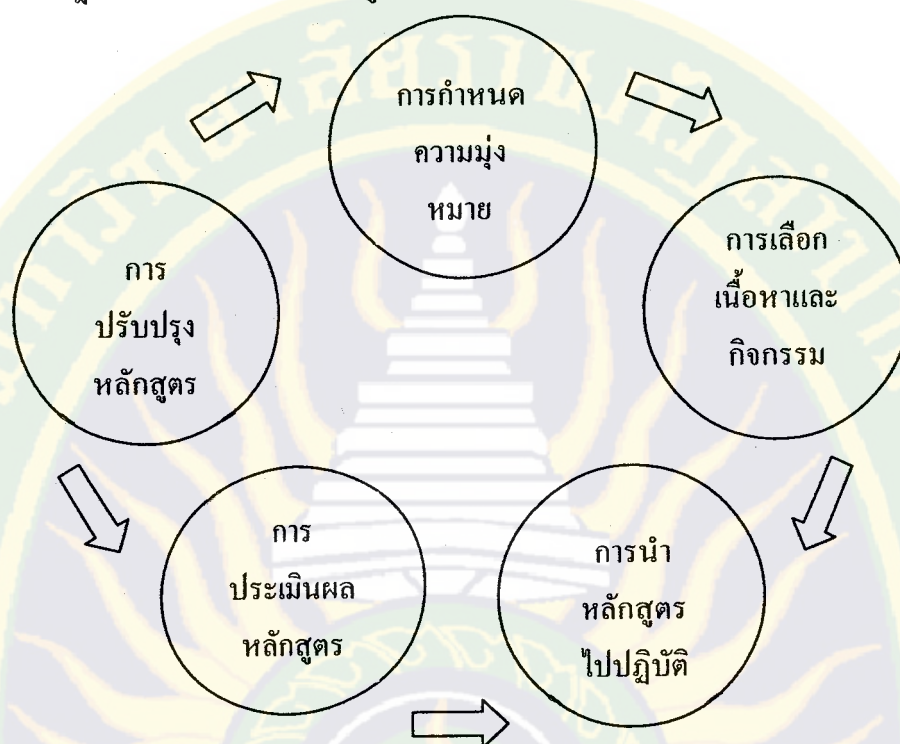 การกำหนด
ความมุ่ง
หมาย
การเลือก
เนื้อหาและ
กิจกรรม
การ
ปรับปรุง
หลักสูตร
การ
ประเมินผล
หลักสูตร
การนำ
หลักสูตร
ไปปฏิบัติ